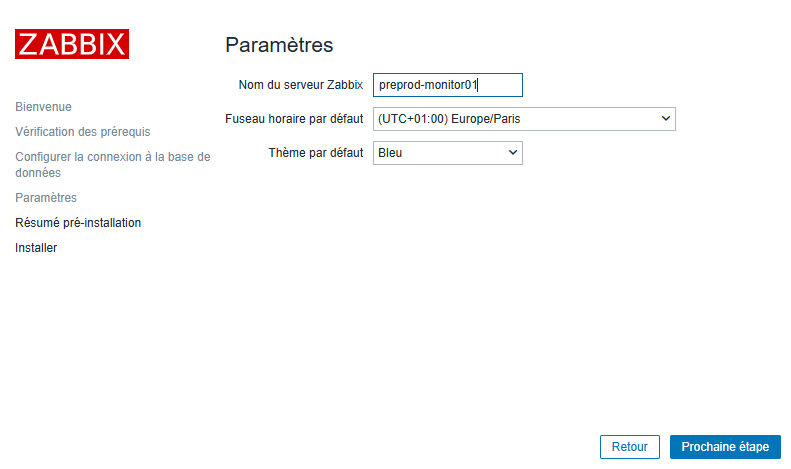 ZABBIX
Bienvenue
Vérification des prérequis
Configurer la connexion à la base de
données
Paramètres
Résumé pré-installation
Installer
Paramètres
Nom du serveur Zabbix preprod-monitor01
Fuseau horaire par défaut (UTC+01:00) Europe/Paris
Thème par défaut Bleu
Retour Prochaine étape